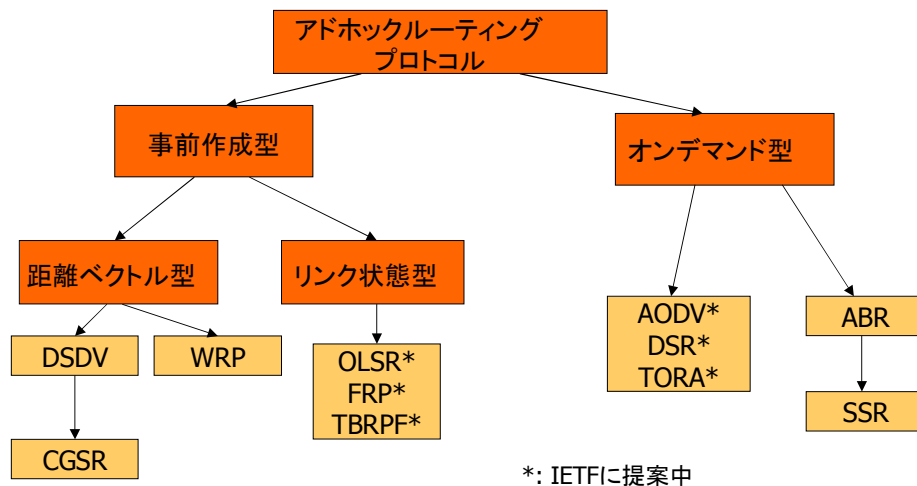 アドホックルーティング
プロトコル
事前作成型
オンデマンド型
距離ベクトル型
リンク状態型
DSDV
WRP
OLSR*
FRP*
TBRPF*
AODV*
DSR*
TORA*
ABR
SSR
CGSR
*: IETFに提案中